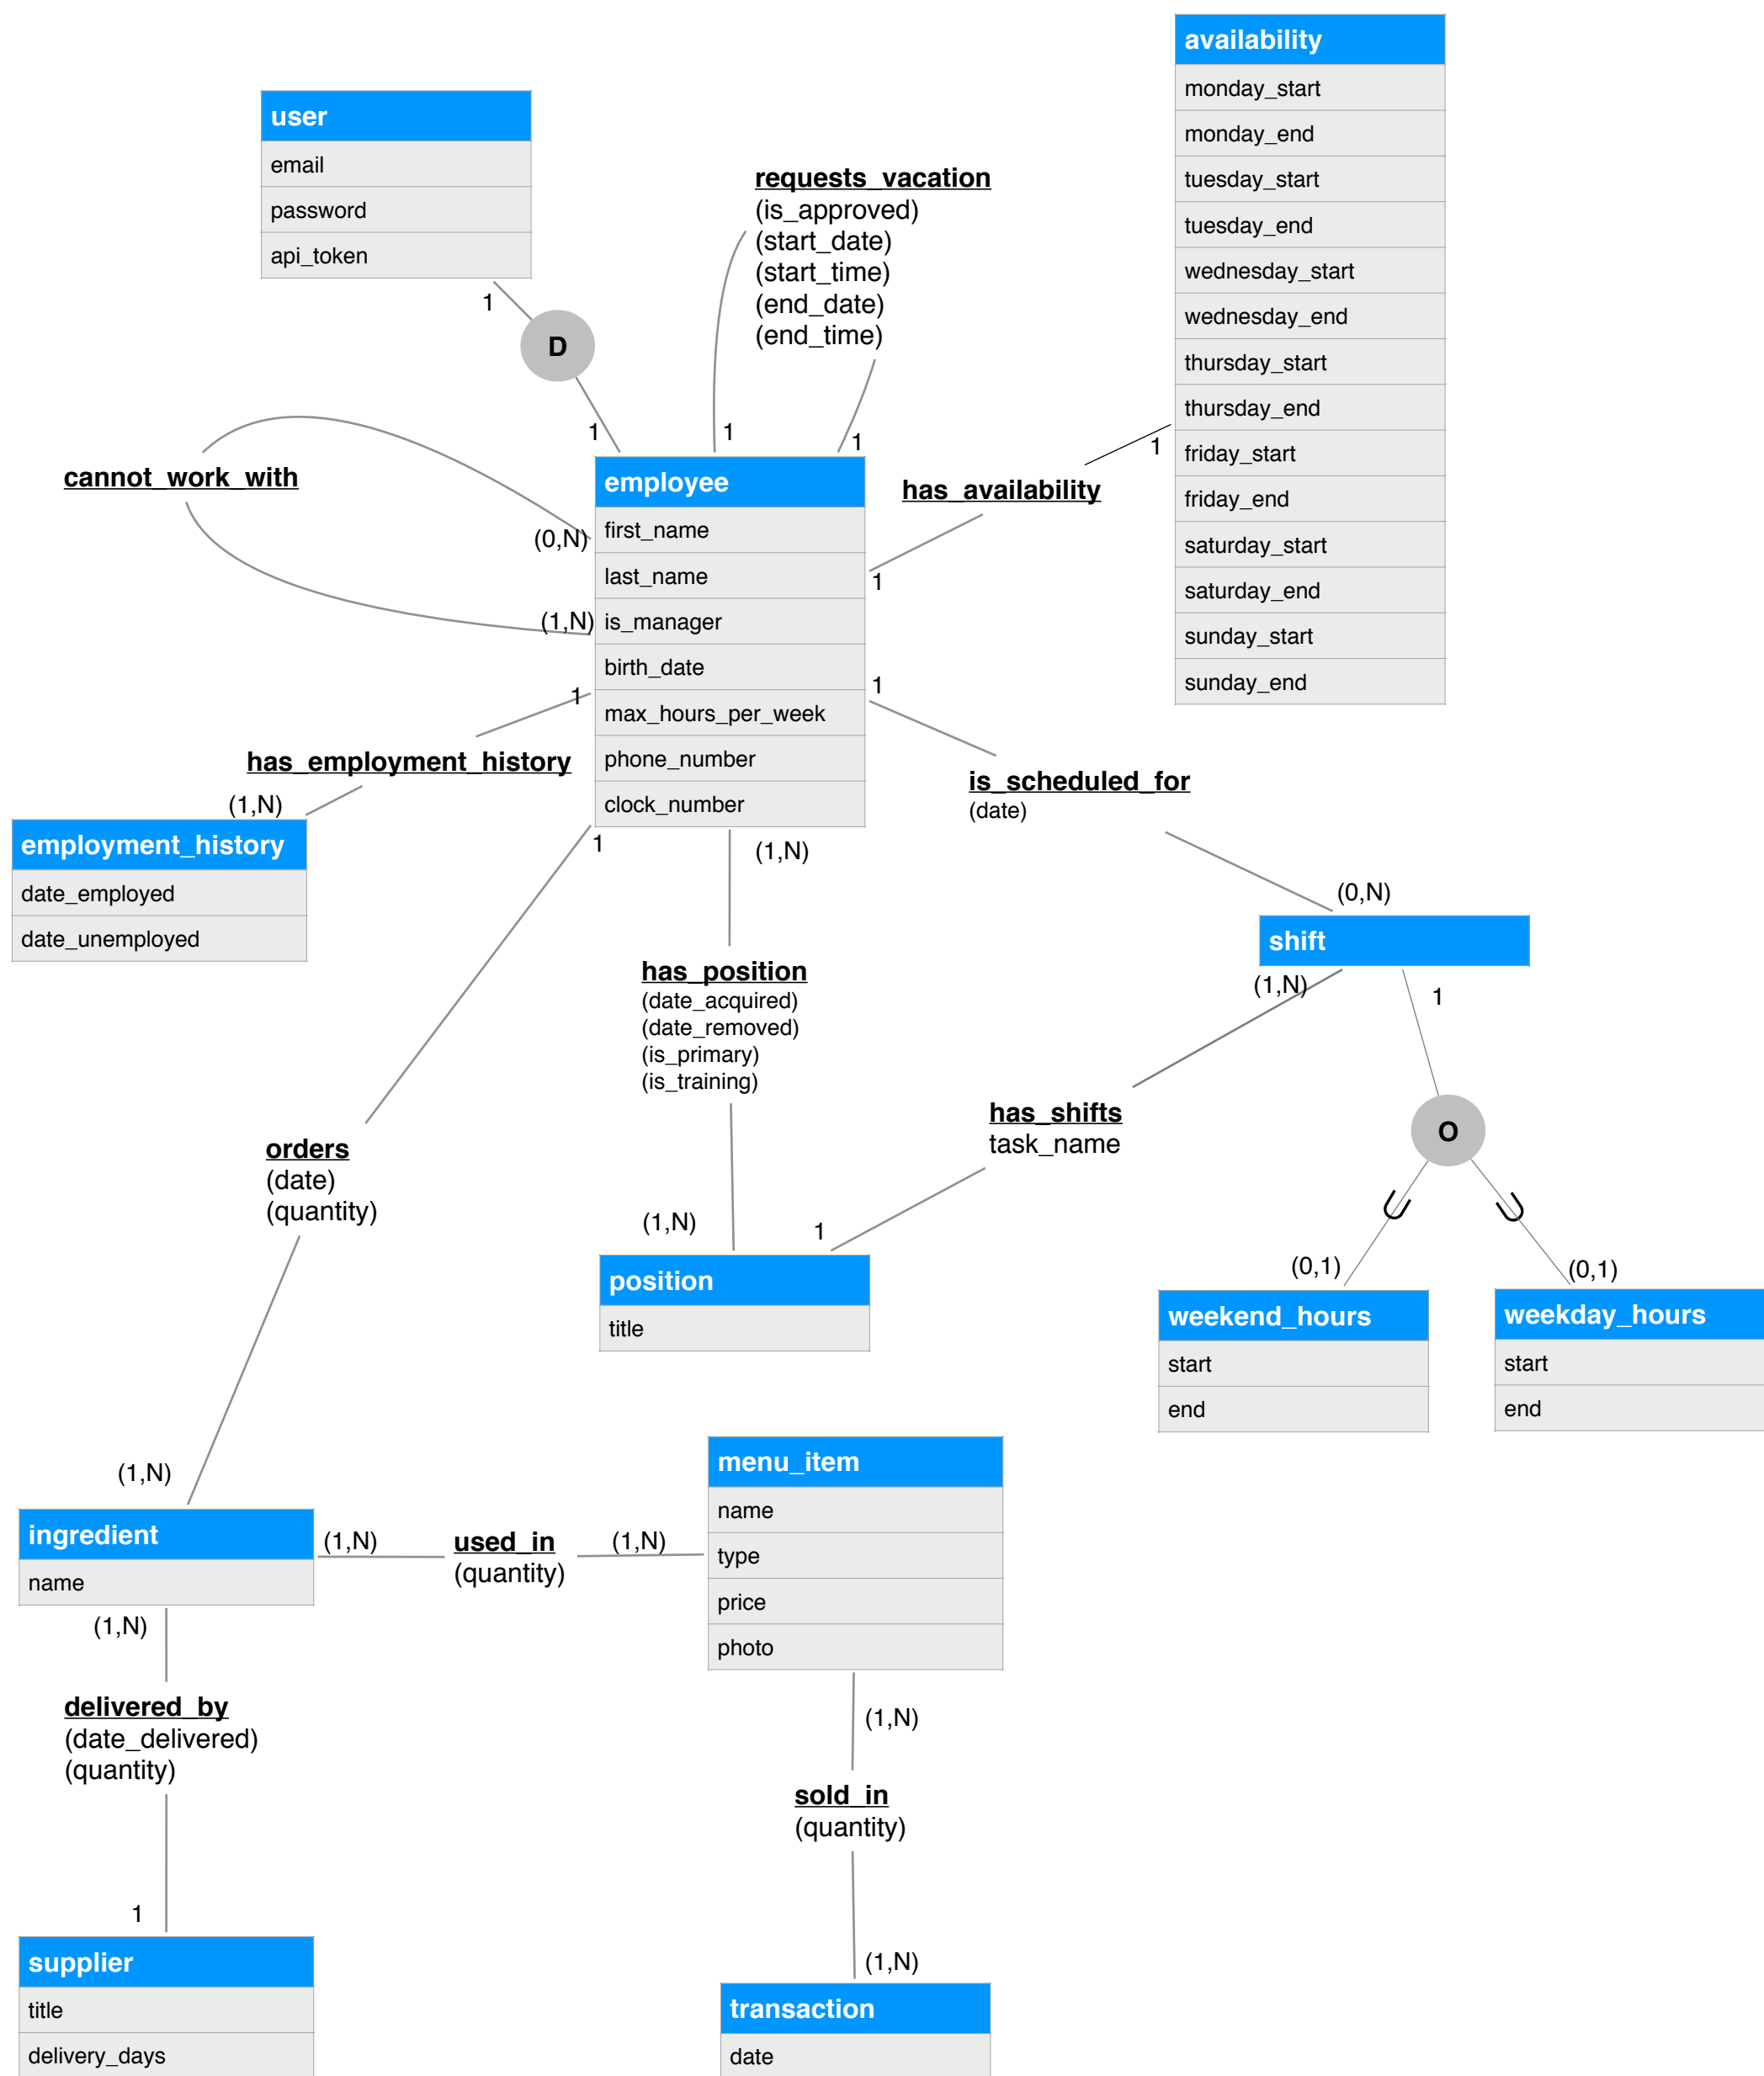 availability
monday_start
monday_end
tuesday_start
tuesday_end
wednesday_start
wednesday_end
thursday_start
thursday_end
friday_start
friday_end
saturday_start
saturday_end
sunday_start
sunday_end
user
email
password
api_token
1
D
1
requests_vacation
(is_approved)
(start_date)
(start_time)
(end_date)
(end_time)
1
1
cannot_work_with
(0,N)
(1,N)
employee
first_name
last_name
is_manager
birth_date
max_hours_per_week
phone_number
clock_number
has_availability
1
1
1
has_employment_history
(1,N)
employment_history
date_employed
date_unemployed
1
is_scheduled_for
(date)
(0,N)
shift
(1,N)
1
1
(1,N)
has_position
(date_acquired)
(date_removed)
(is_primary)
(is_training)
(1,N)
has_shifts
task_name
1
O
(0,1)
(0,1)
orders
(date)
(quantity)
(1,N)
position
title
weekend_hours
start
end
weekday_hours
start
end
menu_item
name
type
price
photo
ingredient
name
(1,N)
used_in
(quantity)
(1,N)
(1,N)
delivered_by
(date_delivered)
(quantity)
1
(1,N)
sold_in
(quantity)
(1,N)
supplier
title
delivery_days
transaction
date